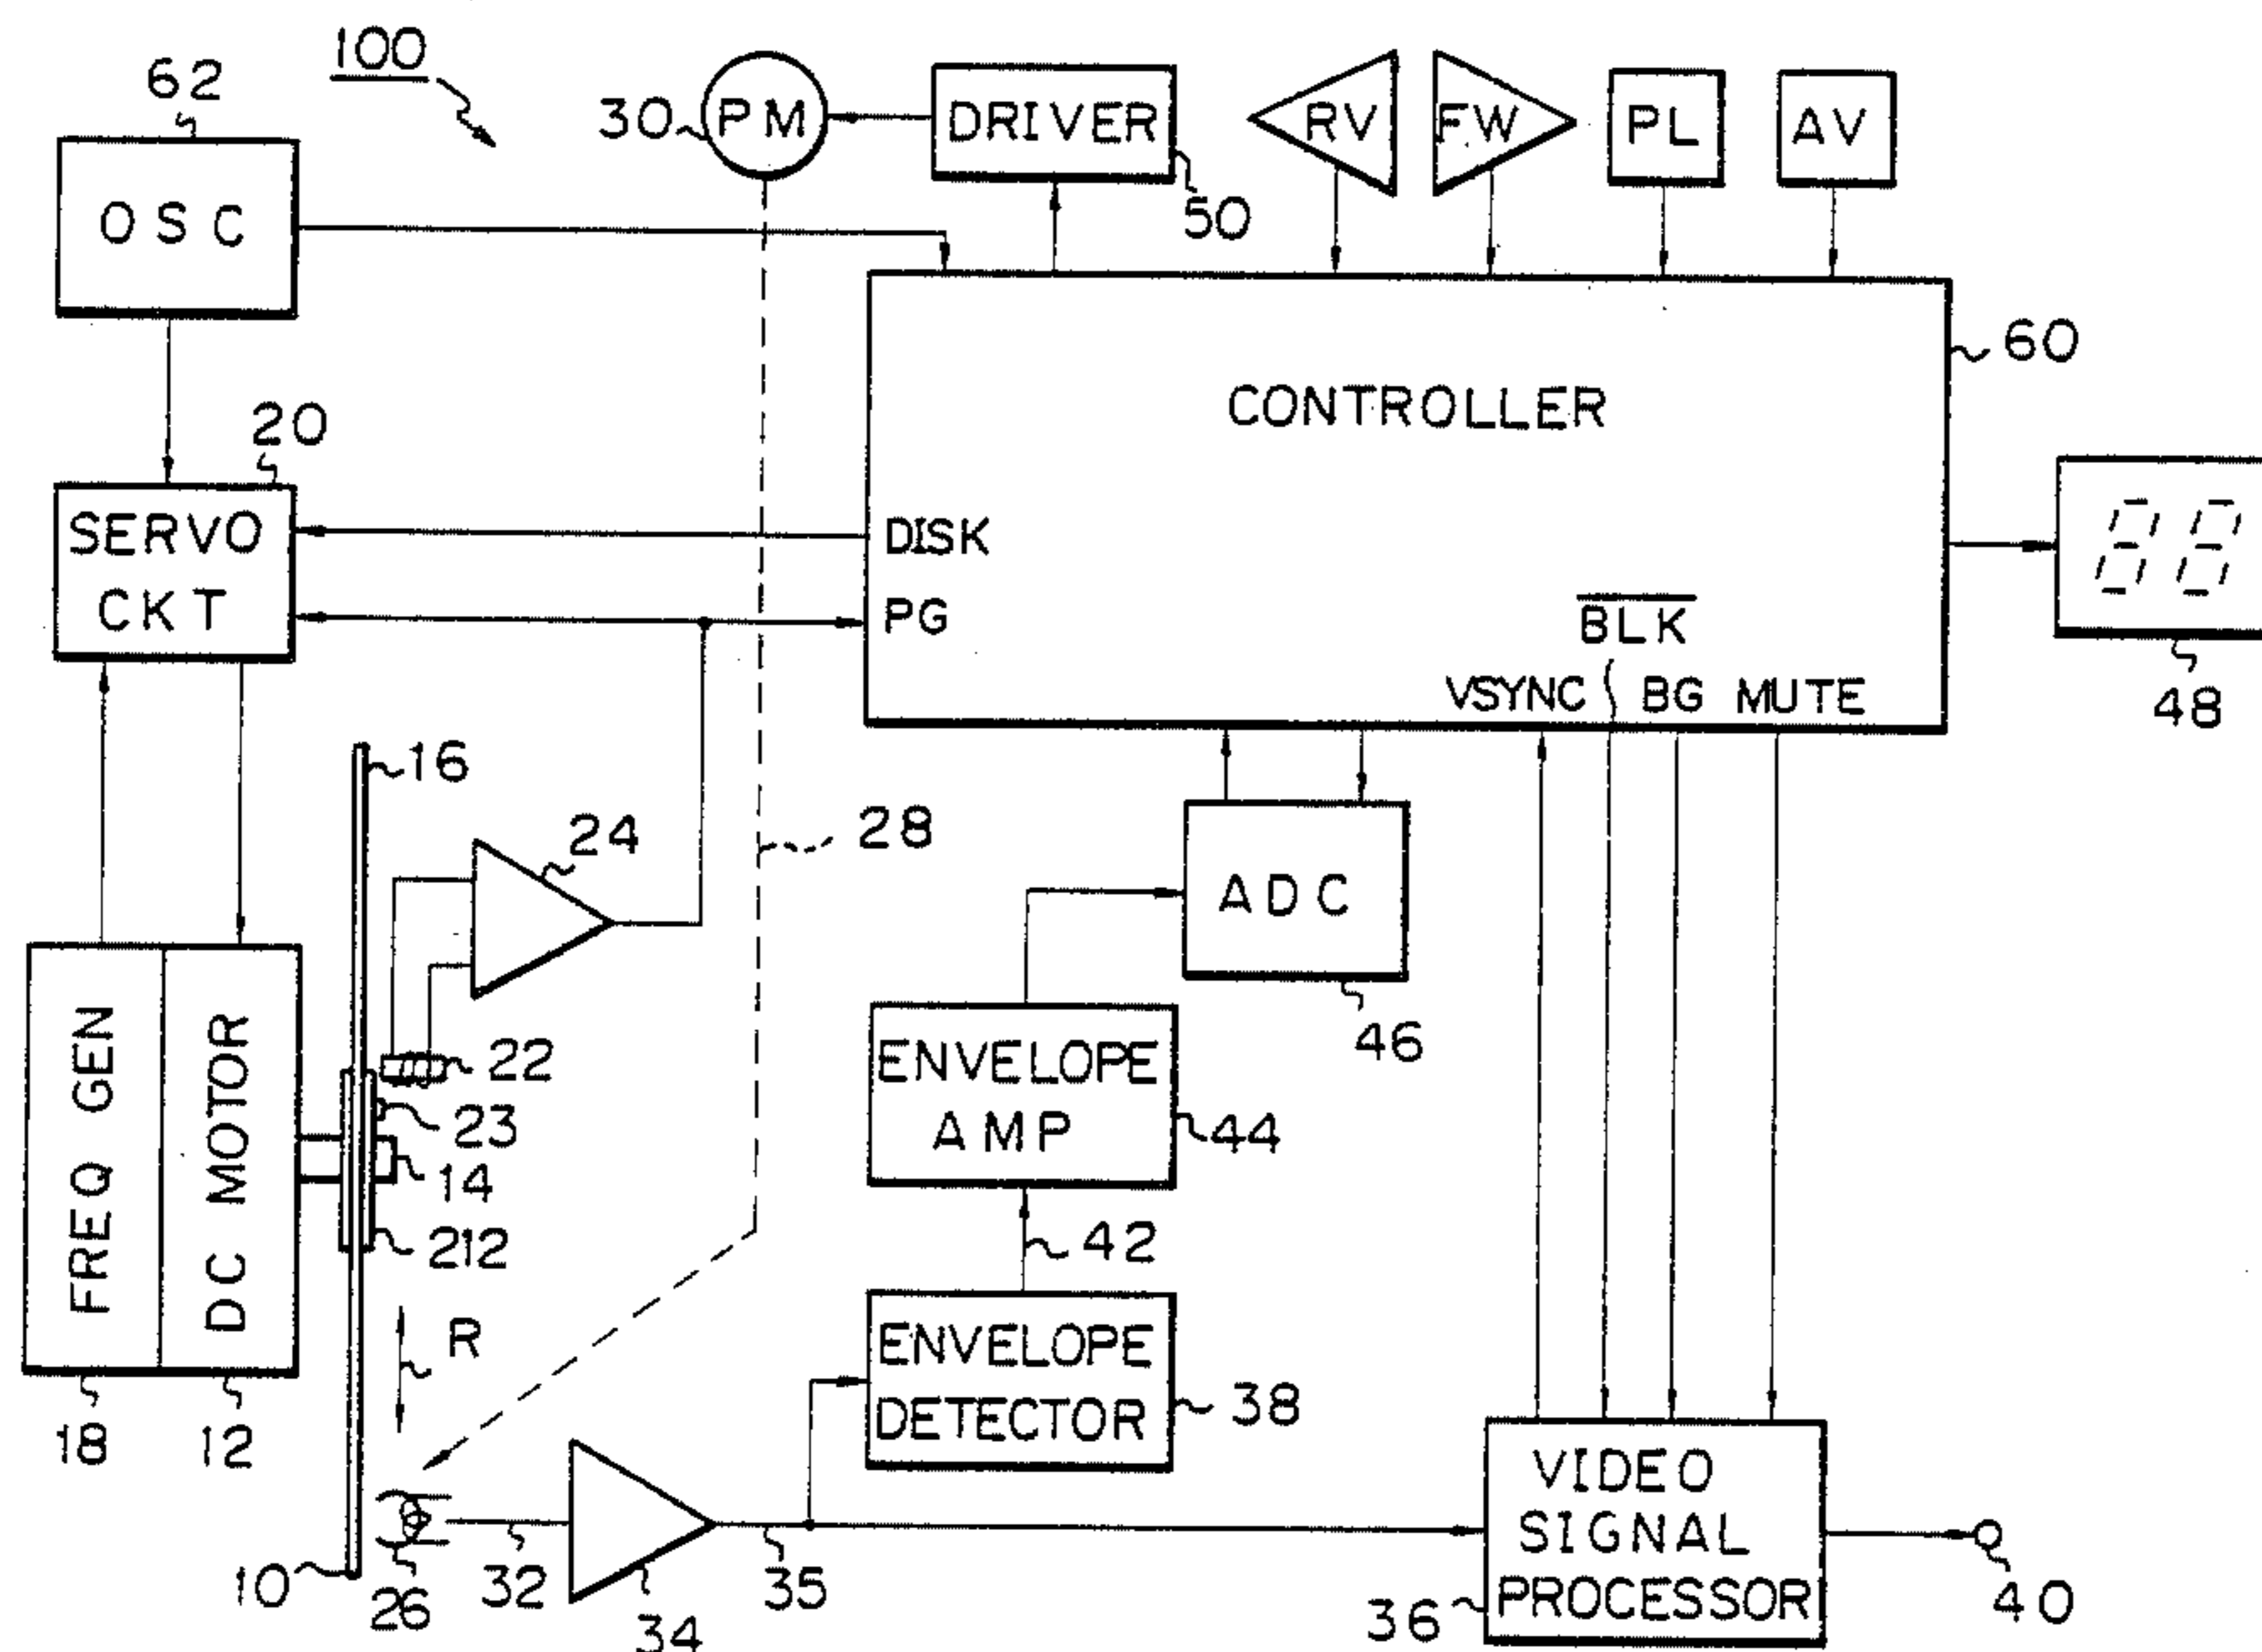 100
62
30
PM
DRIVER
50
RV
FW
PL
AV
OSC
60
CONTROLLER
20
SERVO
CKT
DISK
PG
BLK
VSYNC
BG
MUTE
88
48
16
24
28
ADC
46
FREQ GEN
DC MOTOR
22
23
14
212
ENVELOPE
AMP
44
42
R
ENVELOPE
DETECTOR
38
18
12
10
26
32
34
35
VIDEO
SIGNAL
PROCESSOR
36
40